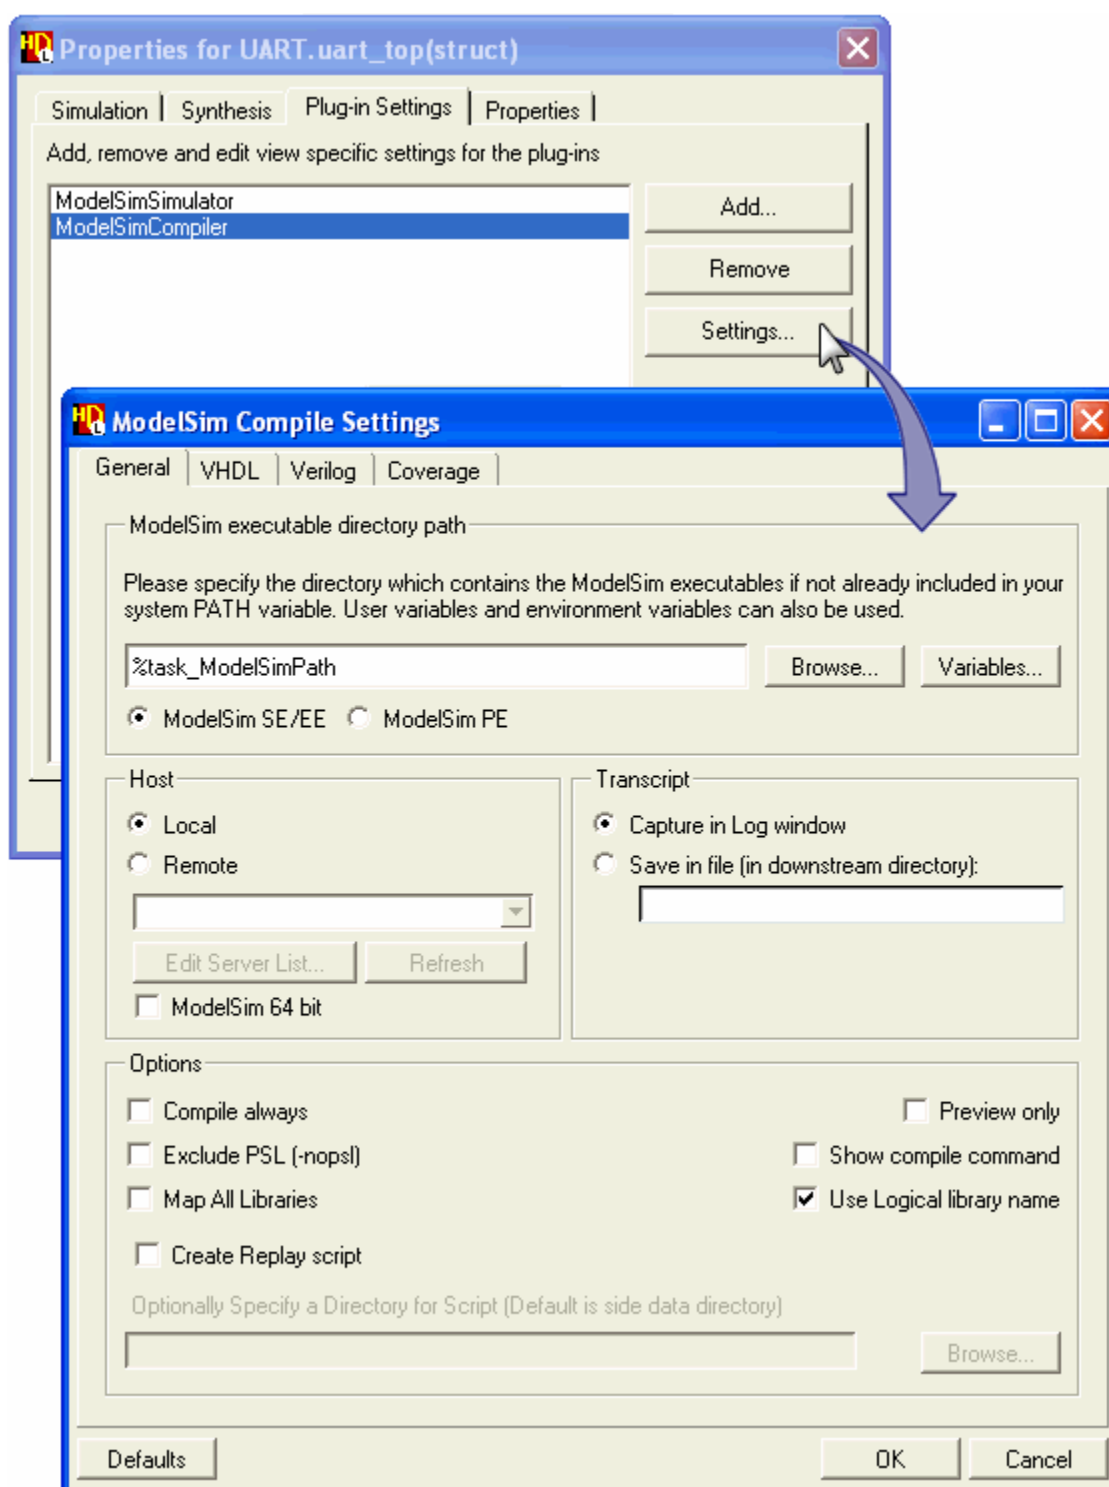 Properties for UART.uart_top(struct)
Simulation Synthesis Plug-in Settings Properties
Add, remove and edit view specific settings for the plug-ins
ModelSimSimulator
ModelSimCompiler
Add...
Remove
Settings...
ModelSim Compile Settings
General VHDL Verilog Coverage
ModelSim executable directory path
Please specify the directory which contains the ModelSim executables if not already included in your
system PATH variable. User variables and environment variables can also be used.
%task_ModelSimPath Browse... Variables...
ModelSim SE/EE ModelSim PE
Host
Local
Remote
Edit Server List... Refresh
ModelSim 64 bit
Transcript
Capture in Log window
Save in file (in downstream directory):
Options
Compile always Preview only
Exclude PSL (-nopsl) Show compile command
Map All Libraries Use Logical library name
Create Replay script
Optionally Specify a Directory for Script (Default is side data directory)
Browse...
Defaults OK Cancel